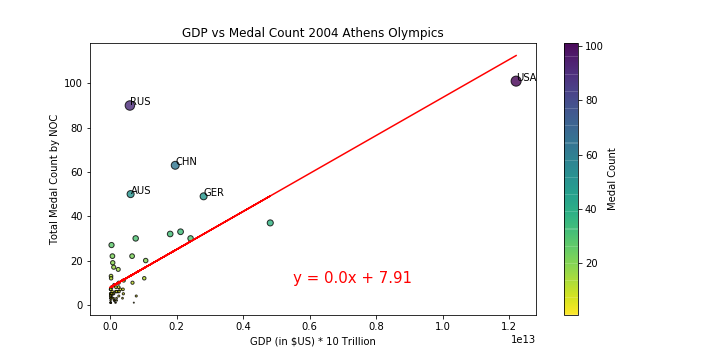 GDP vs Medal Count 2004 Athens Olympics
Total Medal Count by NOC
100
80
60
40
20
0
RUS
USA
CHN
AUS
GER
y = 0.0x + 7.91
0.0 0.2 0.4 0.6 0.8 1.0 1.2
1e13
GDP (in $US) * 10 Trillion
100
80
60
40
20
Medal Count